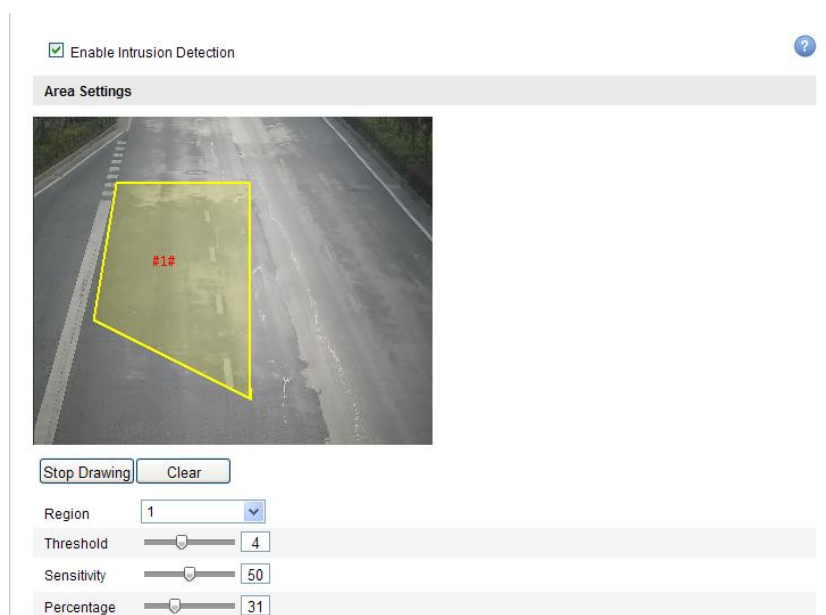 Enable Intrusion Detection
?
Area Settings
#1#
Stop Drawing Clear
Region 1
Threshold 4
Sensitivity 50
Percentage 31